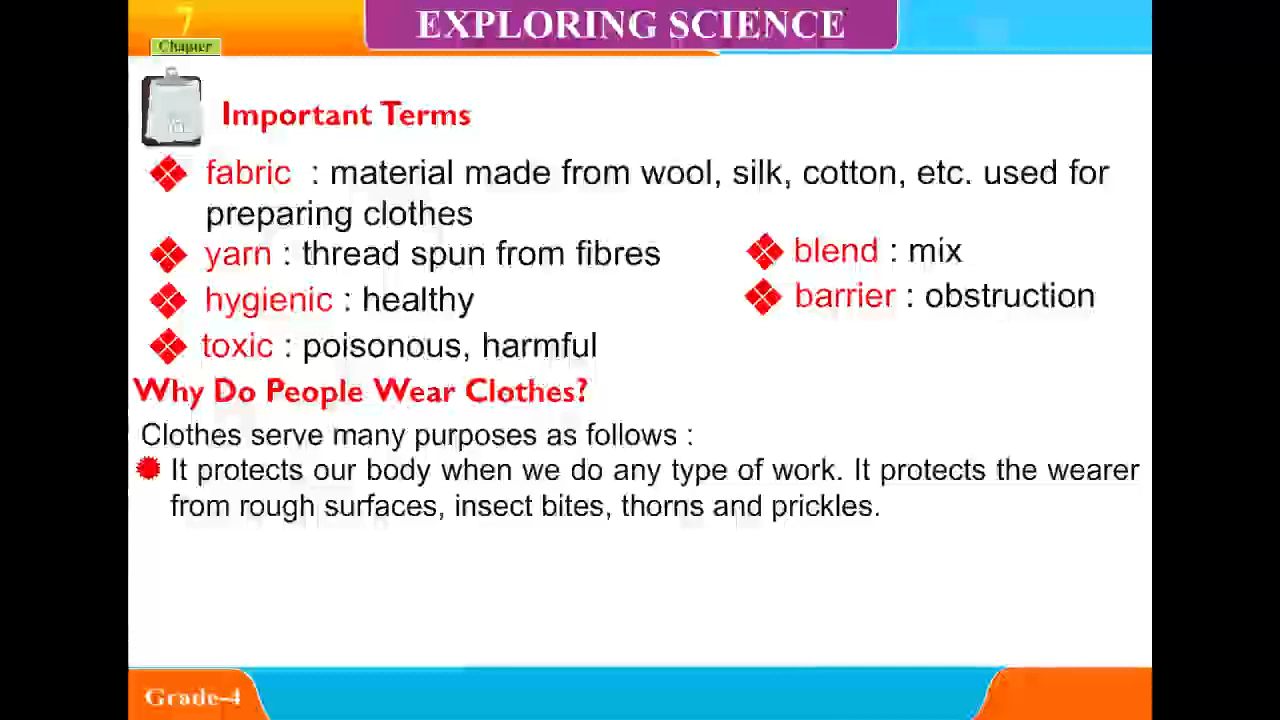 7
Chapter
EXPLORING SCIENCE
Important Terms
fabric : material made from wool, silk, cotton, etc. used for
preparing clothes
yarn : thread spun from fibres
blend : mix
hygienic : healthy
barrier : obstruction
toxic : poisonous, harmful
Why Do People Wear Clothes?
Clothes serve many purposes as follows :
It protects our body when we do any type of work. It protects the wearer
from rough surfaces, insect bites, thorns and prickles.
Grade-4